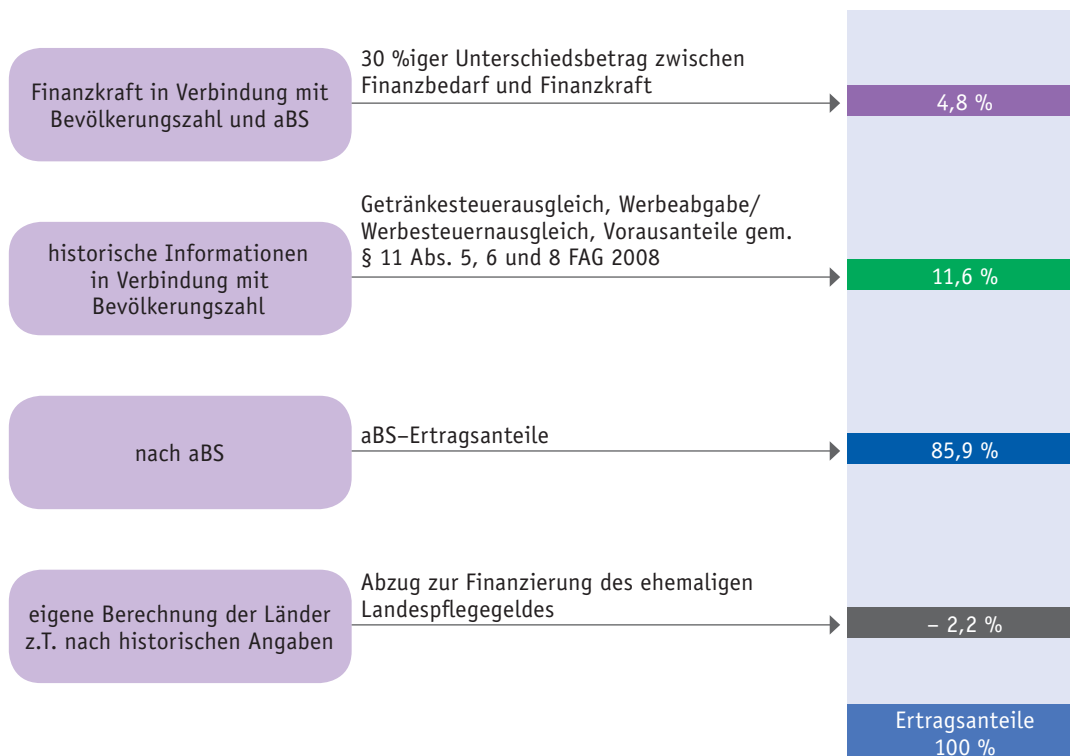 Finanzkraft in Verbindung mit
Bevölkerungszahl und aBS
30 %iger Unterschiedsbetrag zwischen
Finanzbedarf und Finanzkraft
4,8 %
historische Informationen
in Verbindung mit
Bevölkerungszahl
Getränkesteuerausgleich, Werbeabgabe/
Werbesteuernausgleich, Vorausanteile gem.
§ 11 Abs. 5, 6 und 8 FAG 2008
11,6 %
nach aBS
aBS–Ertragsanteile
85,9 %
eigene Berechnung der Länder
z.T. nach historischen Angaben
Abzug zur Finanzierung des ehemaligen
Landespflegegeldes
– 2,2 %
Ertragsanteile
100 %